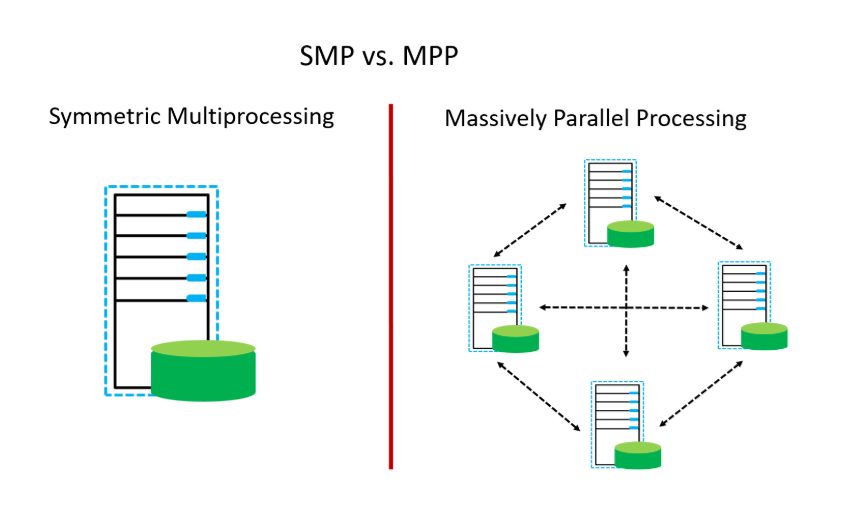 SMP vs. MPP
Symmetric Multiprocessing
Massively Parallel Processing